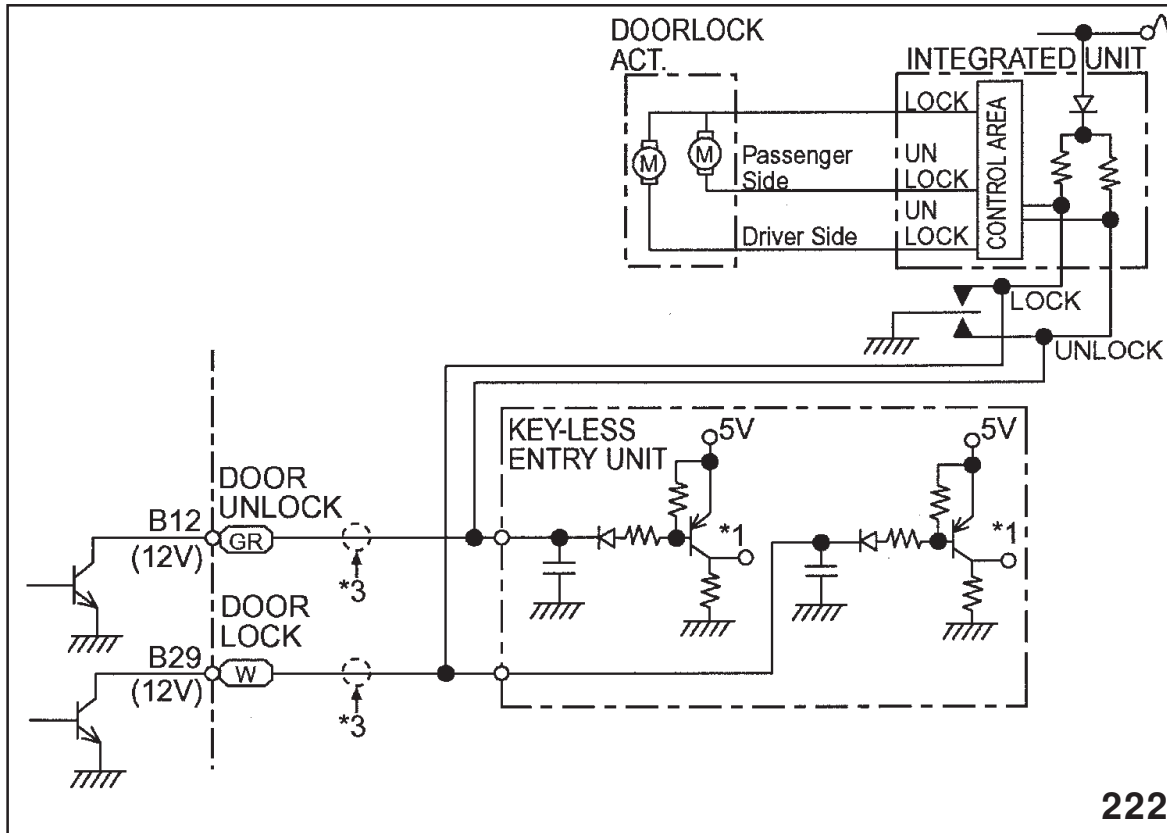 DOORLOCK
ACT.
INTEGRATED UNIT
LOCK
M
M
Passenger
Side
UN
LOCK
UN
LOCK
CONTROL AREA
Driver Side
LOCK
UNLOCK
KEY-LESS
ENTRY UNIT
5V
5V
*1
*1
DOOR
UNLOCK
B12
(12V)
GR
*3
DOOR
LOCK
B29
(12V)
W
*3
222